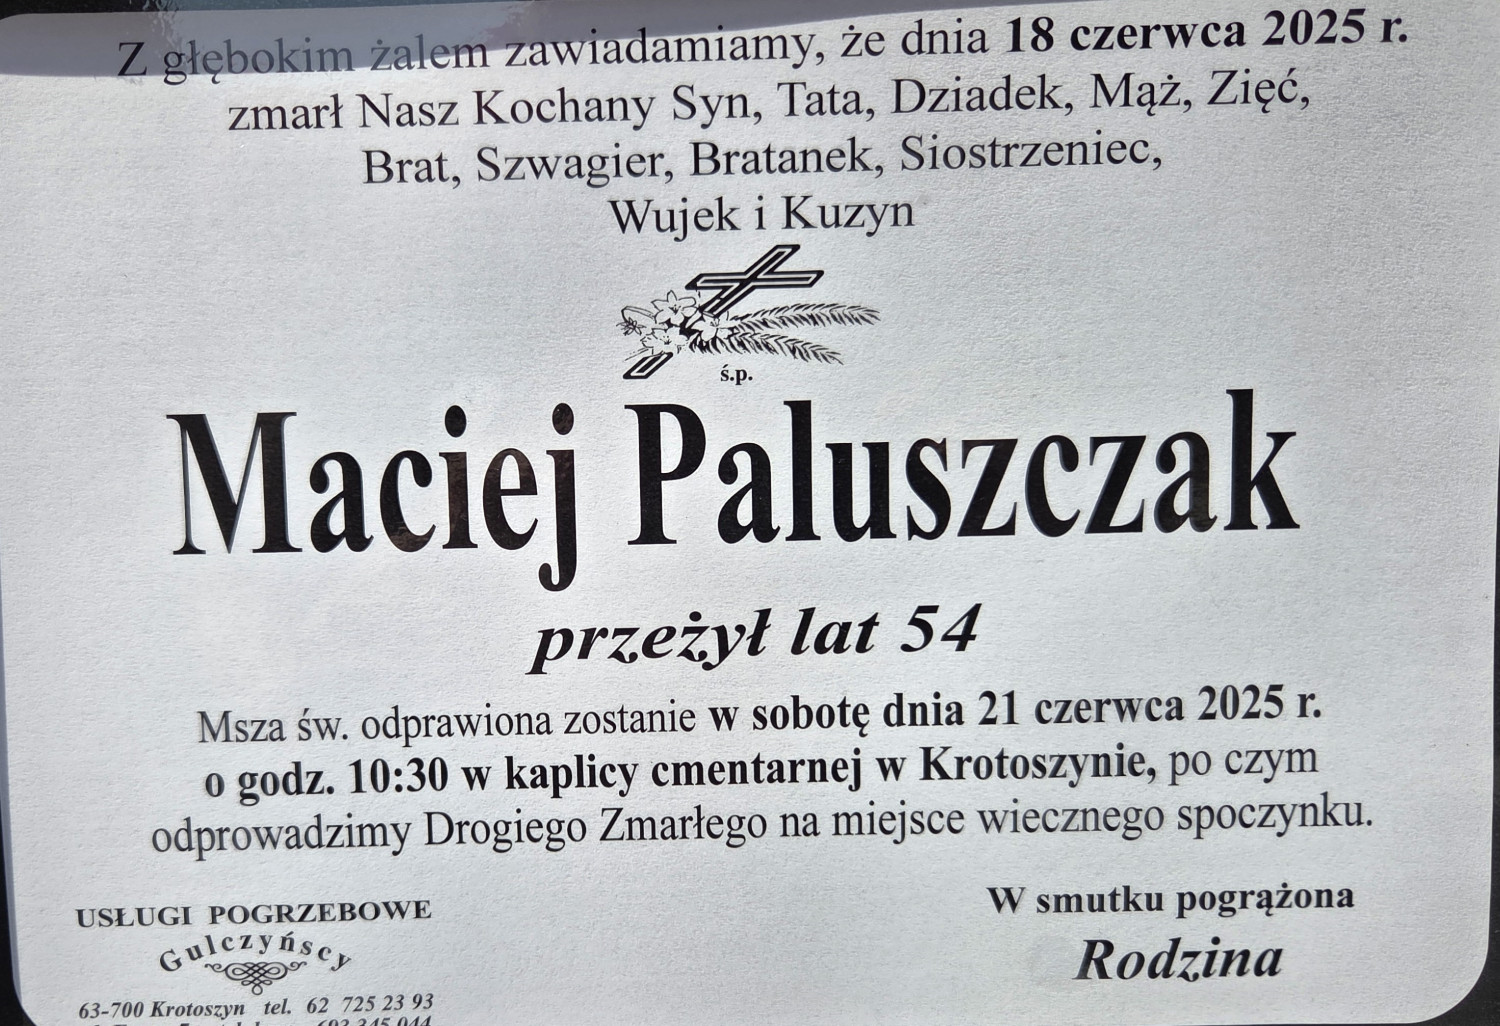 Z głębokim żalem zawiadamiamy, że dnia 18 czerwca 2025 r.
zmarł Nasz Kochany Syn, Tata, Dziadek, Mąż, Zięć,
Brat, Szwagier, Bratanek, Siostrzeniec,
Wujek i Kuzyn
ś.p.
Maciej Paluszczak
przeżył lat 54
Msza św. odprawiona zostanie w sobotę dnia 21 czerwca 2025 r.
o godz. 10:30 w kaplicy cmentarnej w Krotoszynie, po czym
odprowadzimy Drogiego Zmarłego na miejsce wiecznego spoczynku.
W smutku pogrążona
Rodzina
USŁUGI POGRZEBOWE
Gulczyńscy
63-700 Krotoszyn tel. 62 725 23 93